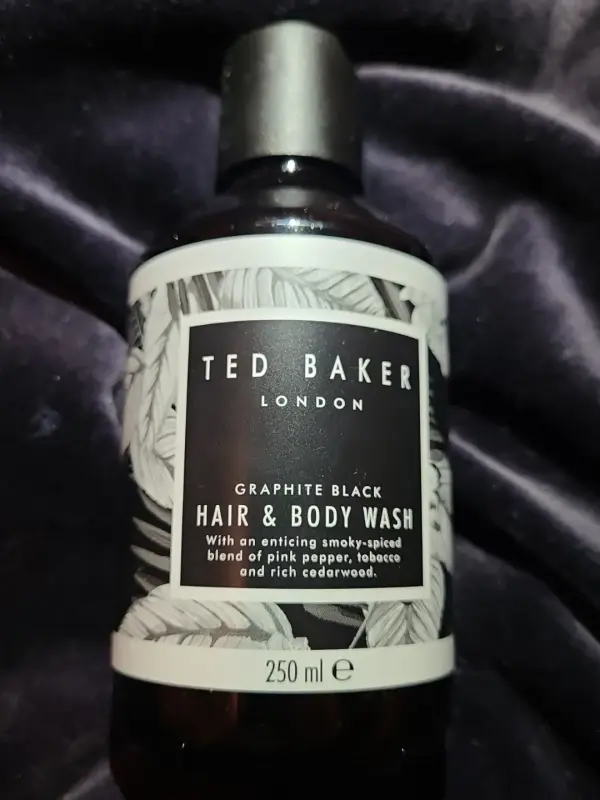 TED BAKER
LONDON
GRAPHITE BLACK
HAIR & BODY WASH
With an enticing smoky-spiced
blend of pink pepper, tobacco
and rich cedarwood.
250 ml ℮